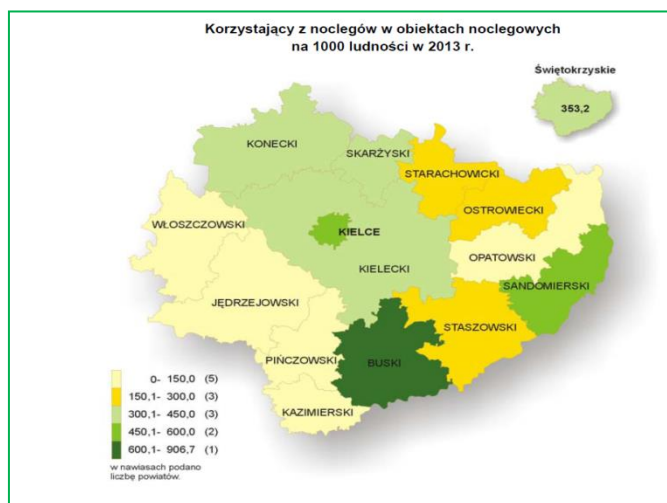 Korzystający z noclegów w obiektach noclegowych
na 1000 ludności w 2013 r.
Świętokrzyskie
353,2
KONECKI
SKARŻYSKI
STARACHOWICKI
OSTROWIECKI
WŁOSZCZOWSKI
KIELCE
OPATOWSKI
KIELECKI
SANDOMIERSKI
JĘDRZEJOWSKI
STASZOWSKI
PIŃCZOWSKI
BUSKI
KAZIMIERSKI
0- 150,0 (5)
150,1- 300,0 (3)
300,1- 450,0 (3)
450,1- 600,0 (2)
600,1- 906,7 (1)
w nawiasach podano
liczbę powiatów.